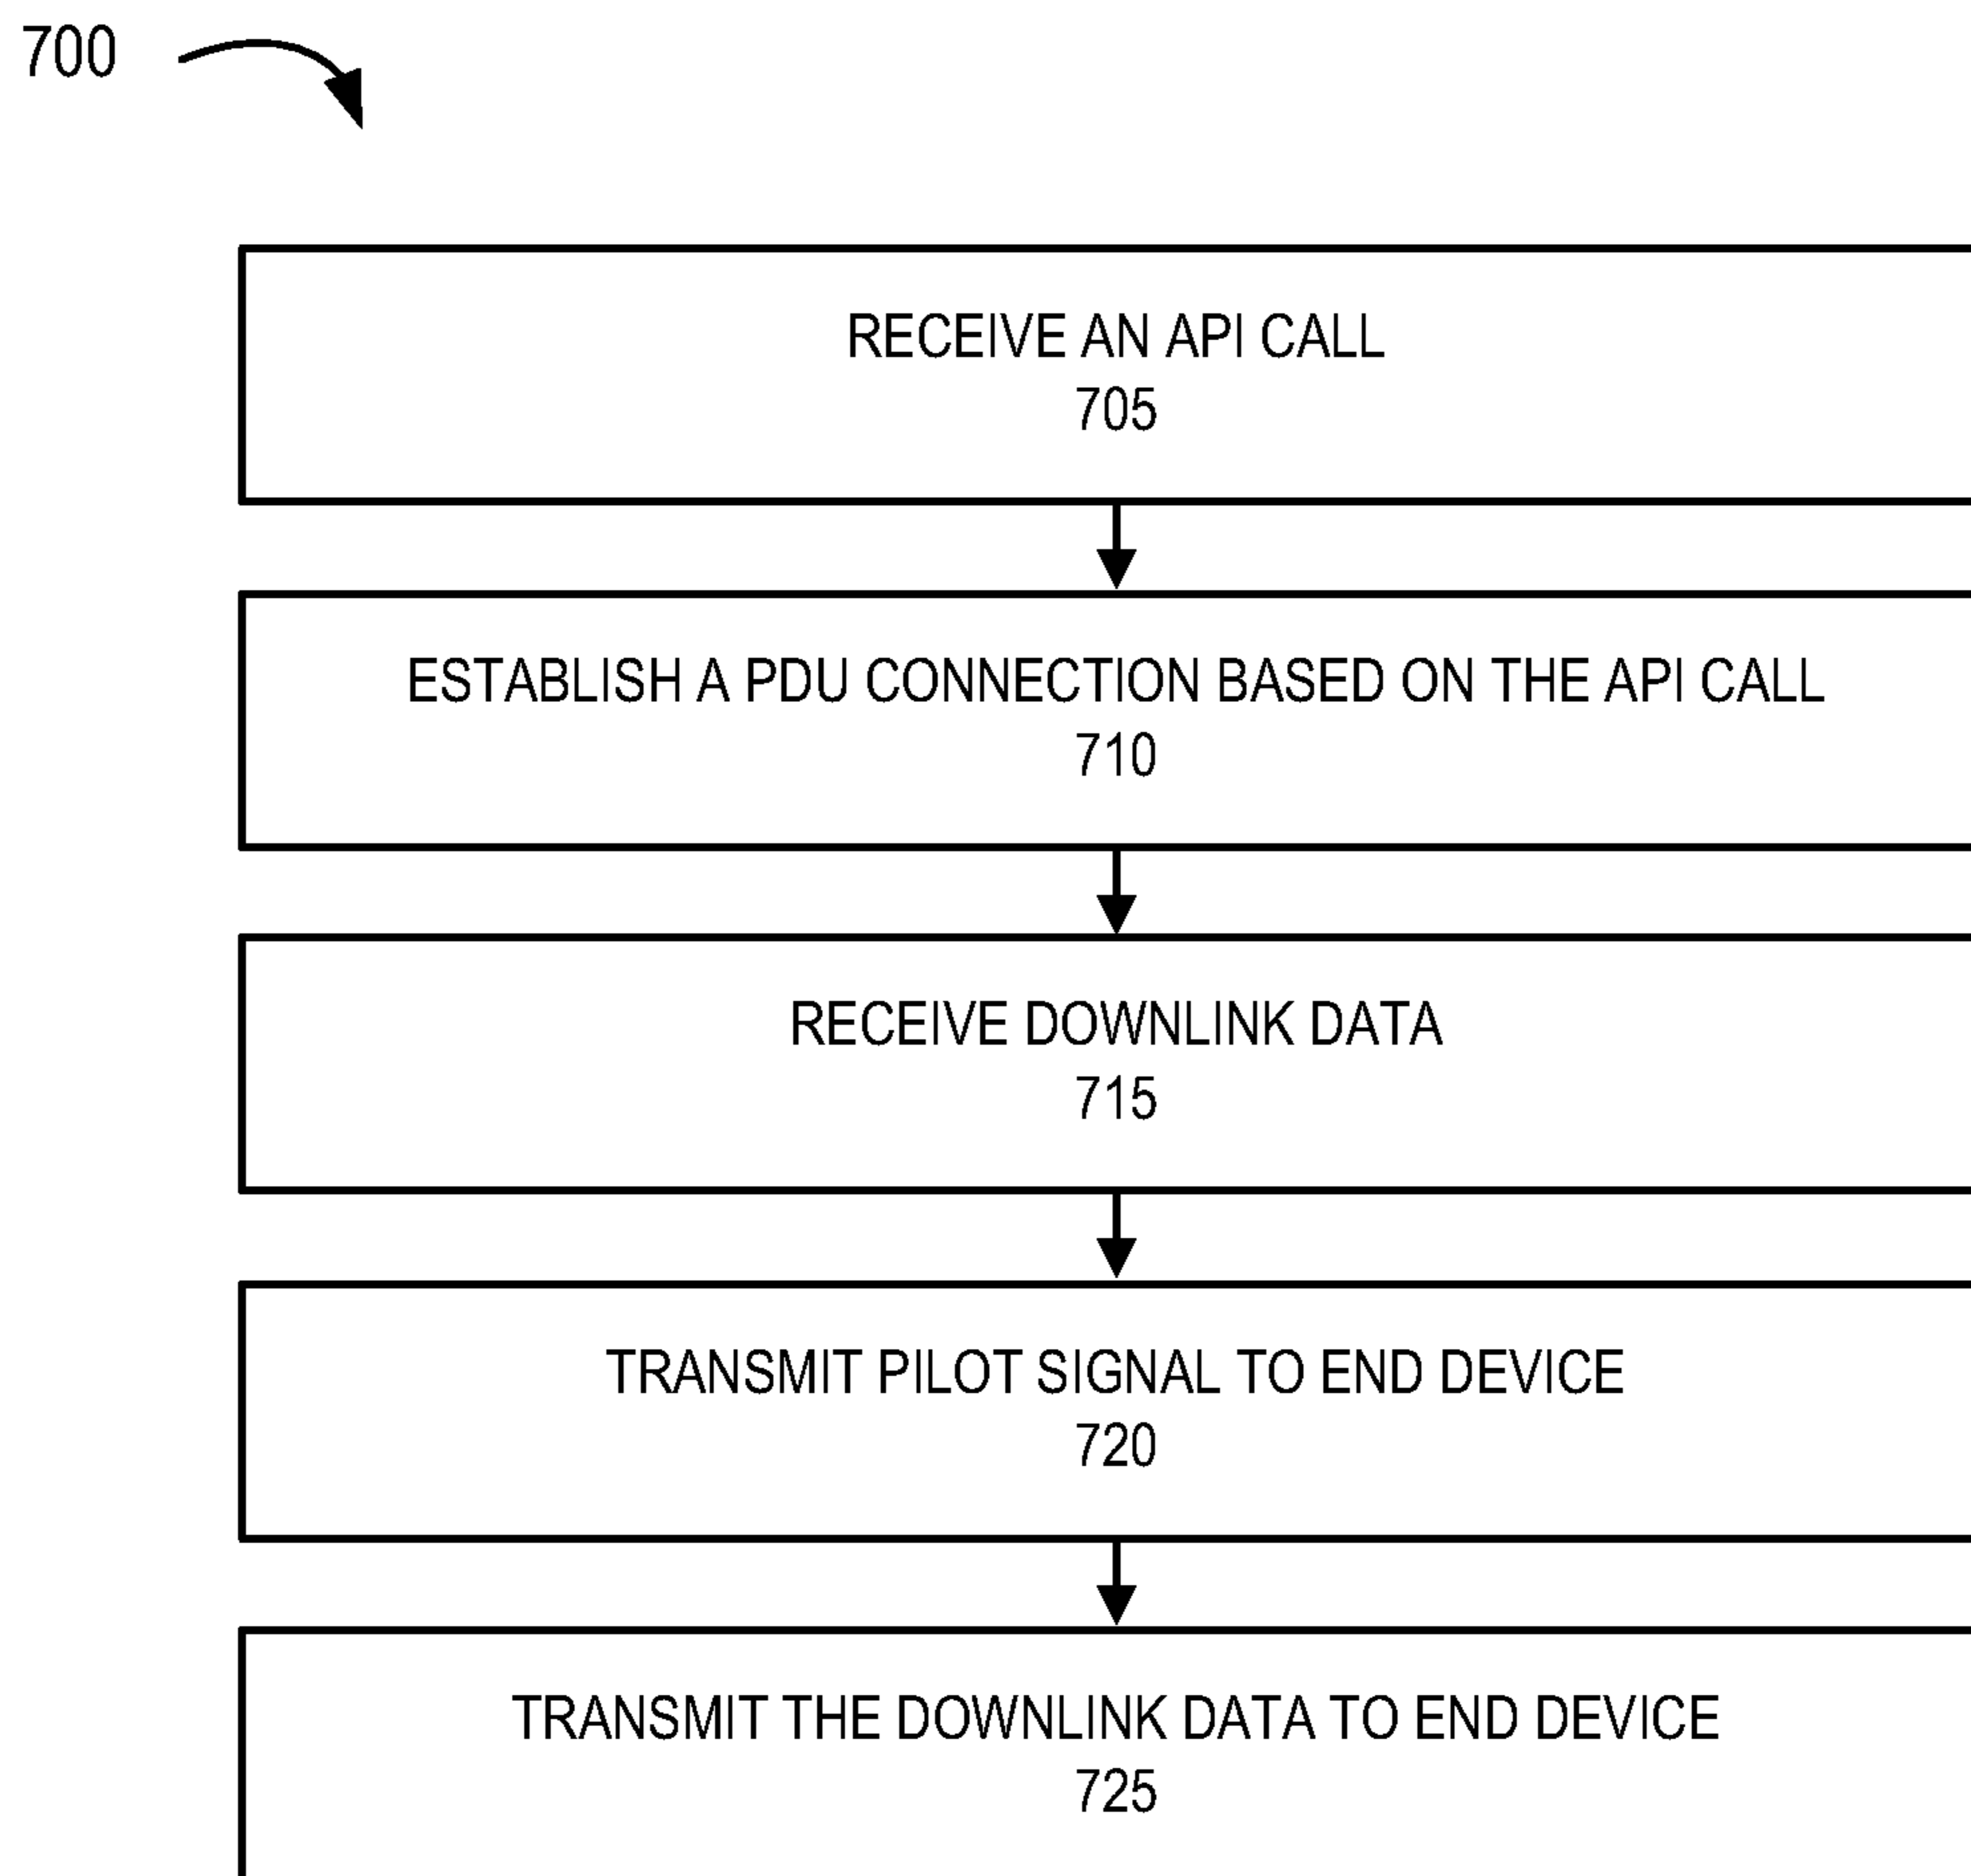 700
RECEIVE AN API CALL
705
ESTABLISH A PDU CONNECTION BASED ON THE API CALL
710
RECEIVE DOWNLINK DATA
715
TRANSMIT PILOT SIGNAL TO END DEVICE
720
TRANSMIT THE DOWNLINK DATA TO END DEVICE
725